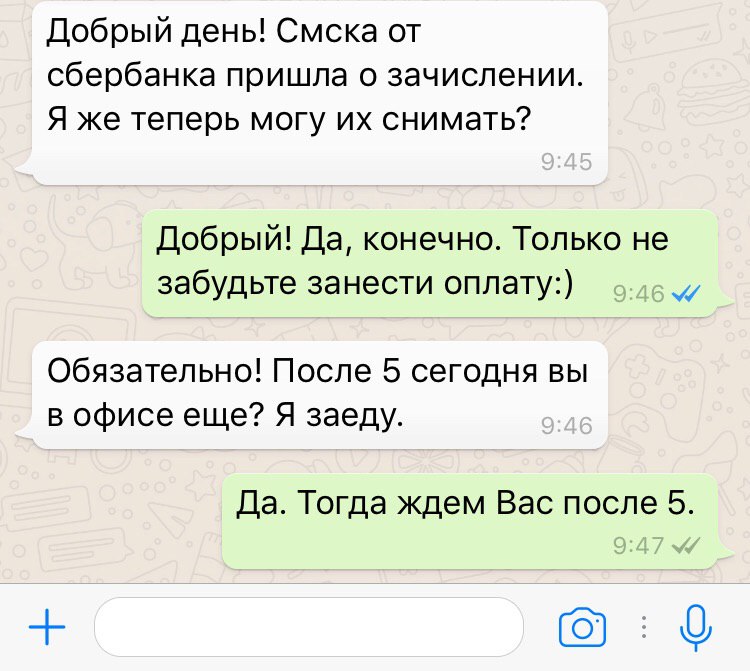 Добрый день! Смска от
сбербанка пришла о зачислении.
Я же теперь могу их снимать?
9:45
Добрый! Да, конечно. Только не
забудьте занести оплату:)
9:46
Обязательно! После 5 сегодня вы
в офисе еще? Я заеду.
9:46
Да. Тогда ждем Вас после 5.
9:47